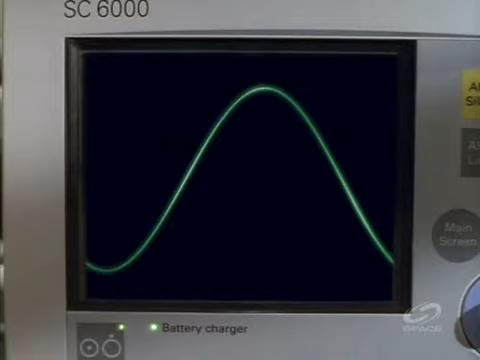 SC 6000
Main
Screen
SPACE
Battery charger